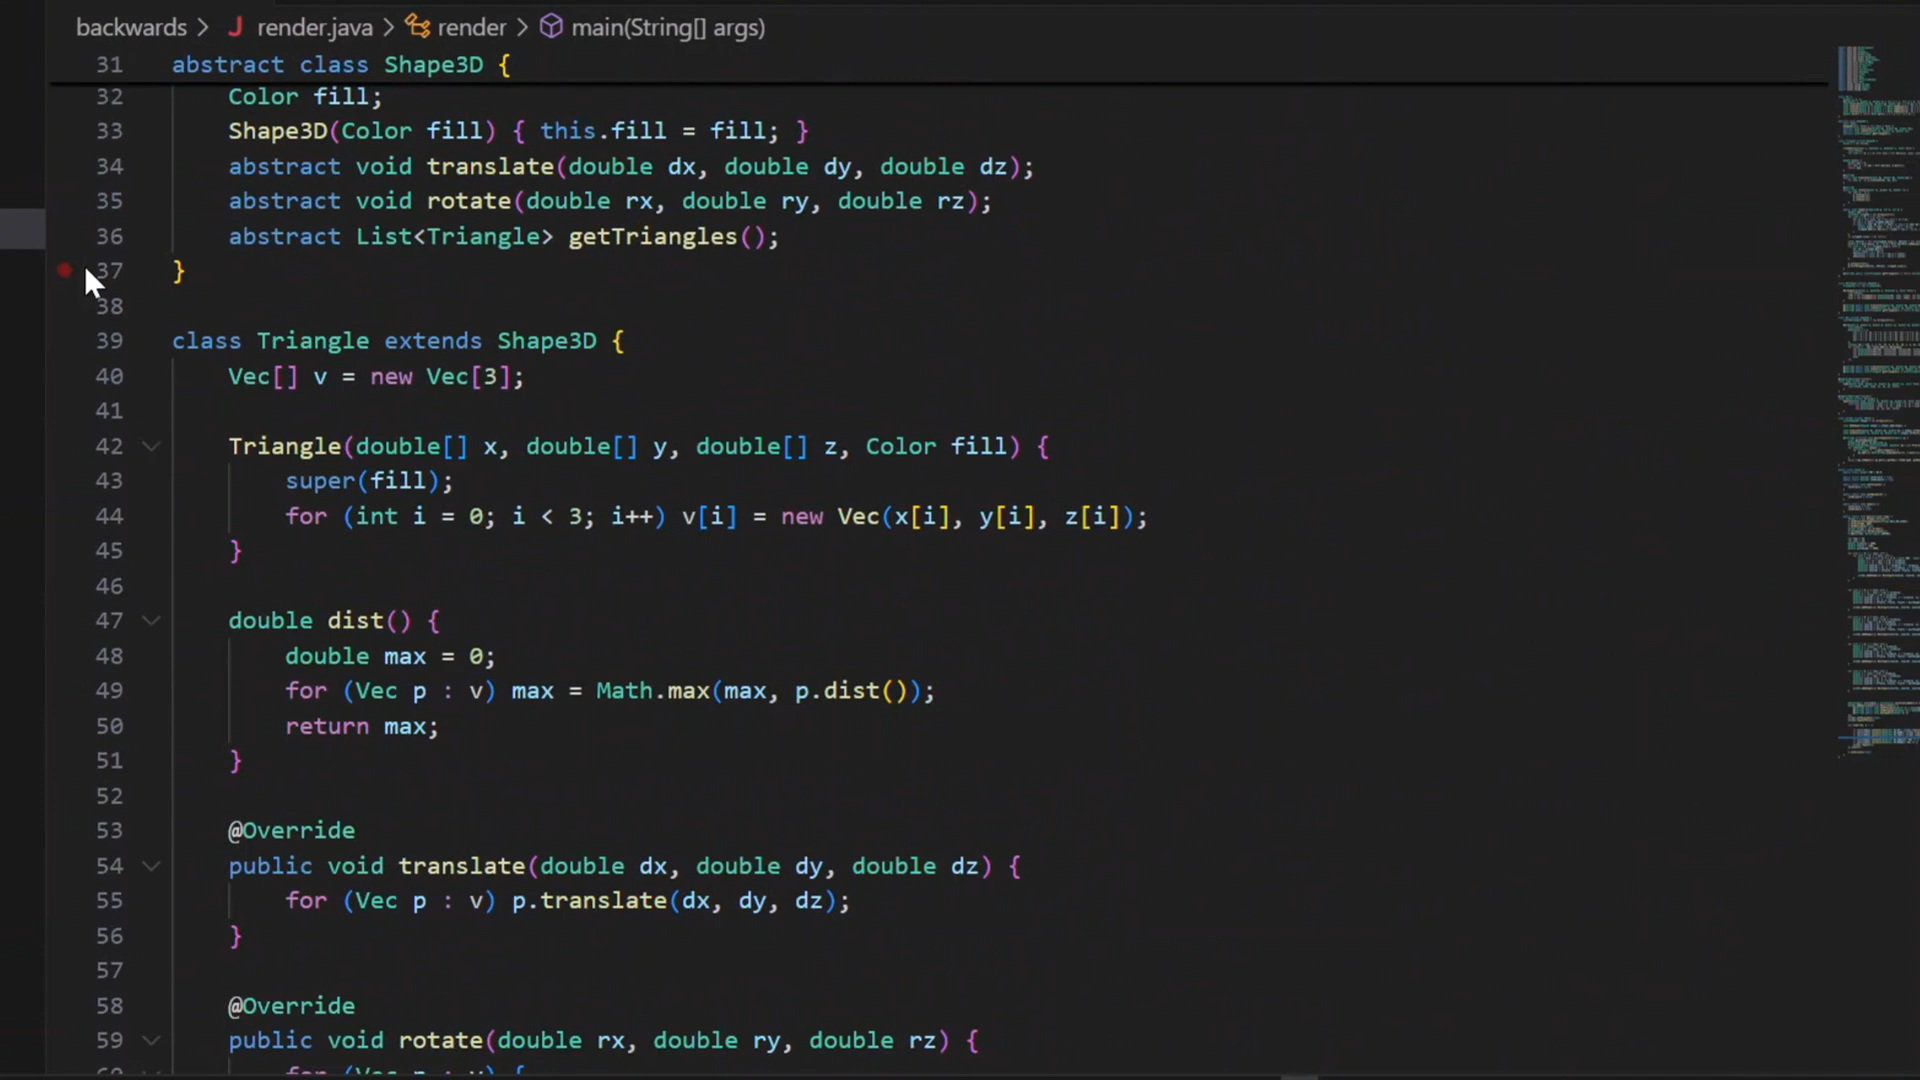 backwards > render.java > render > main(String[] args)
31 abstract class Shape3D {
32 Color fill;
33 Shape3D(Color fill) { this.fill = fill; }
34 abstract void translate(double dx, double dy, double dz);
35 abstract void rotate(double rx, double ry, double rz);
36 abstract List<Triangle> getTriangles();
37 }
38
39 class Triangle extends Shape3D {
40 Vec[] v = new Vec[3];
41
42 Triangle(double[] x, double[] y, double[] z, Color fill) {
43 super(fill);
44 for (int i = 0; i < 3; i++) v[i] = new Vec(x[i], y[i], z[i]);
45 }
46
47 double dist() {
48 double max = 0;
49 for (Vec p : v) max = Math.max(max, p.dist());
50 return max;
51 }
52
53 @Override
54 public void translate(double dx, double dy, double dz) {
55 for (Vec p : v) p.translate(dx, dy, dz);
56 }
57
58 @Override
59 public void rotate(double rx, double ry, double rz) {
60 for (Vec p : v) {